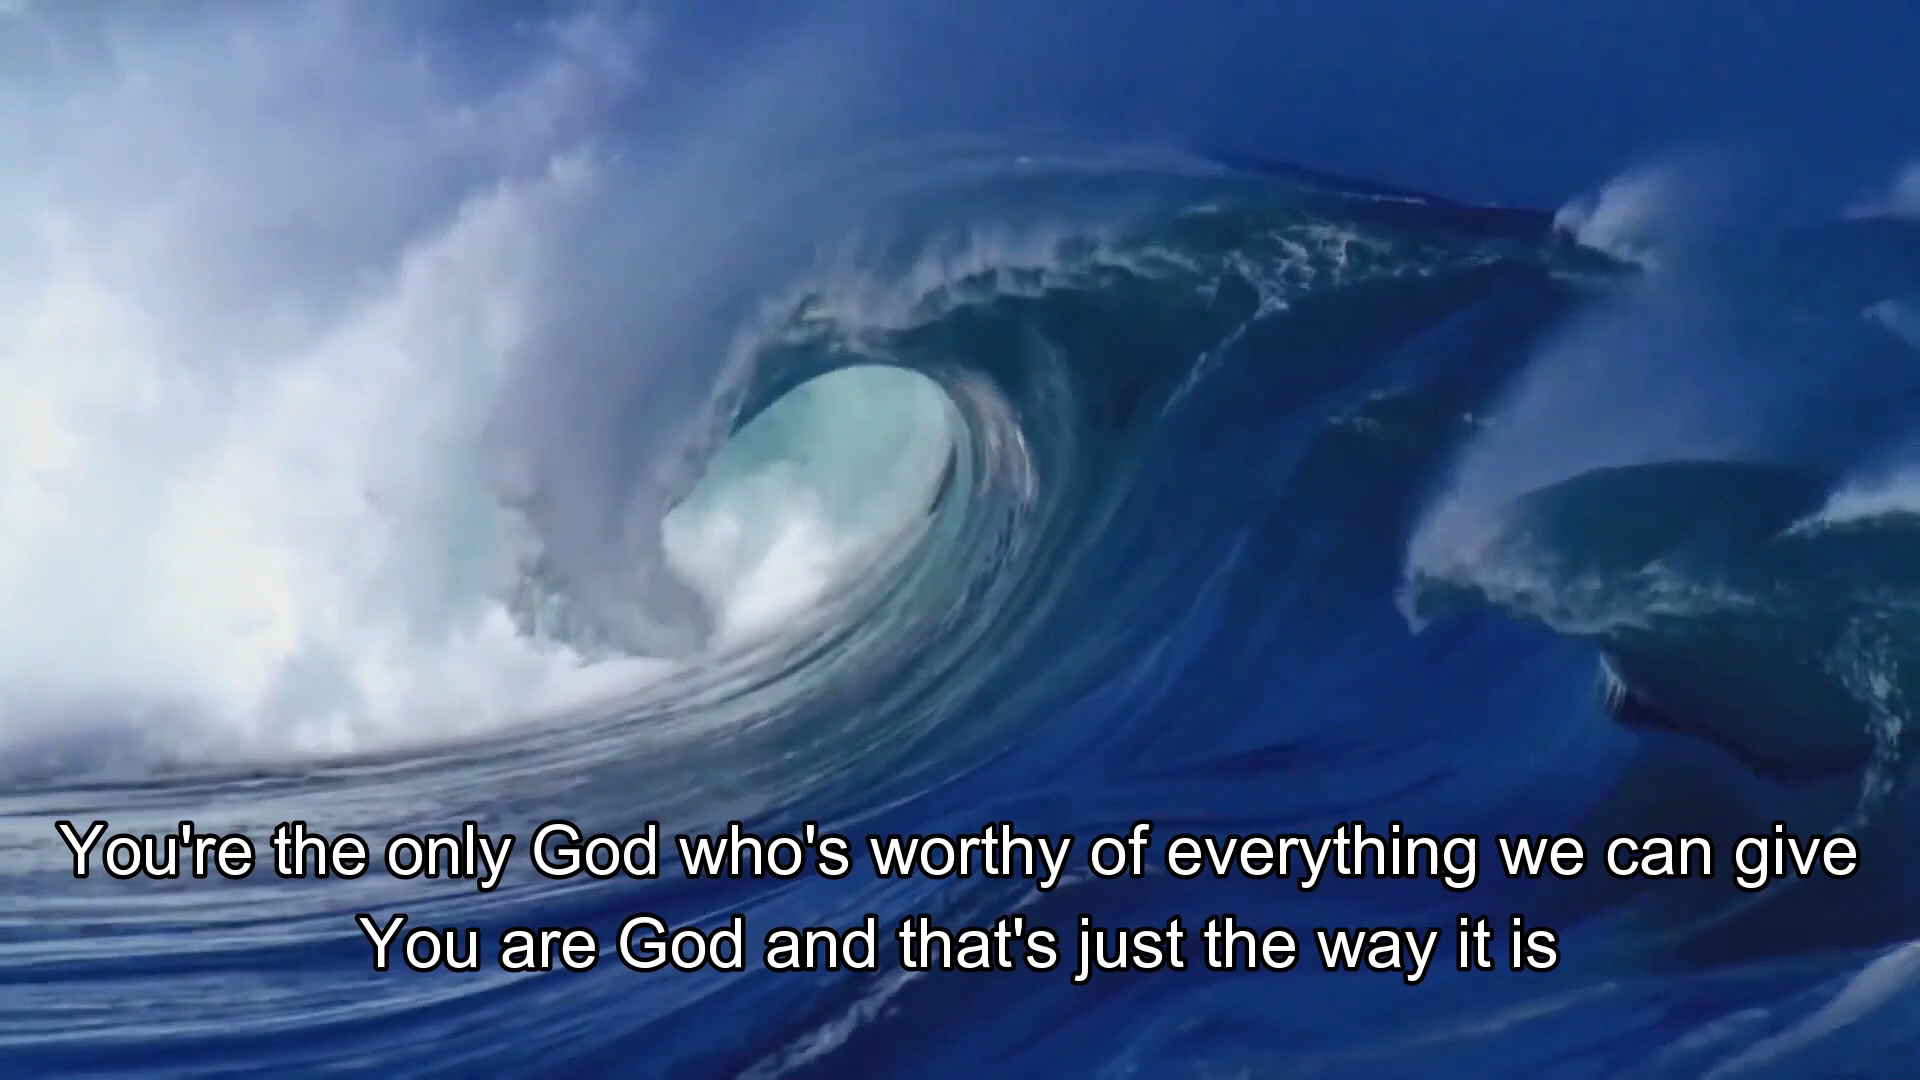 You're the only God who's worthy of everything we can give
You are God and that's just the way it is